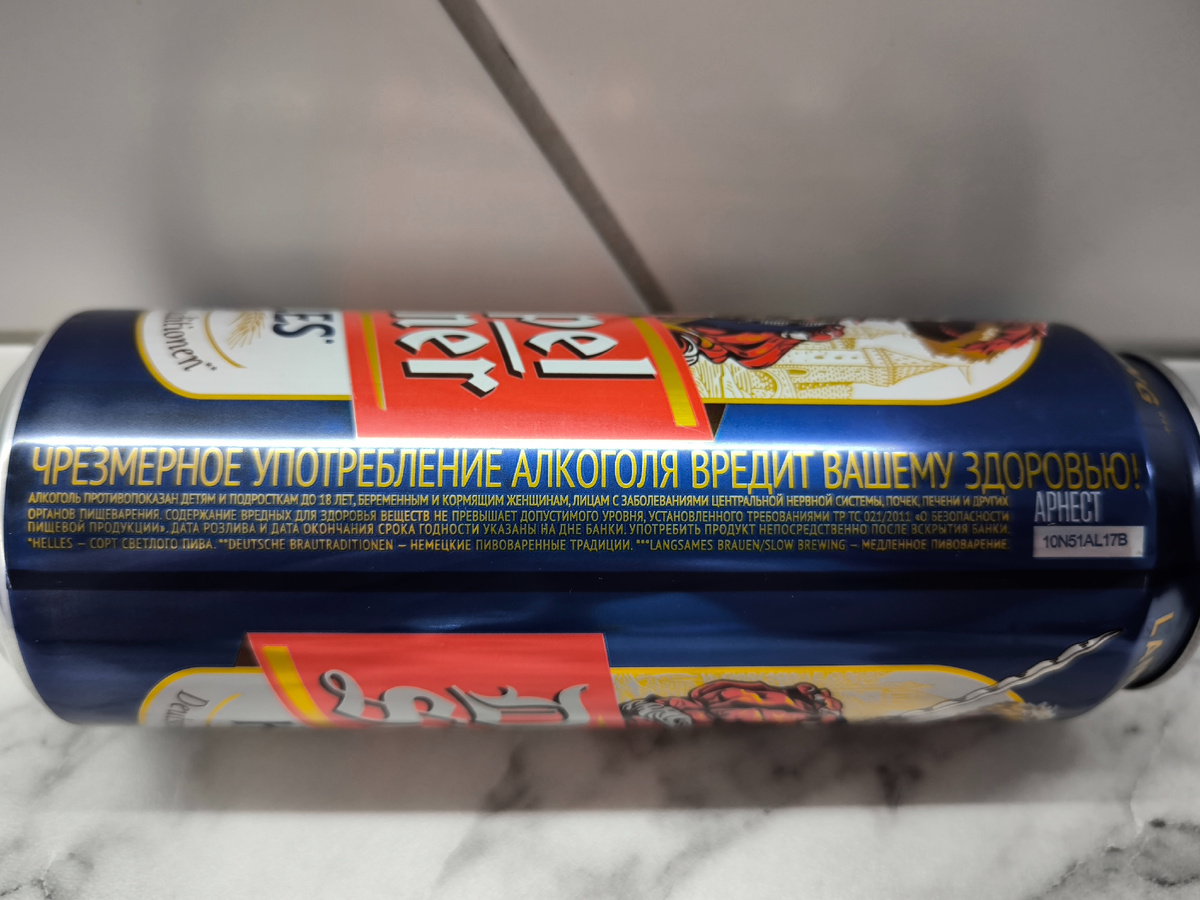 ditionen**
LES*
pel
ner
ЧРЕЗМЕРНОЕ УПОТРЕБЛЕНИЕ АЛКОГОЛЯ ВРЕДИТ ВАШЕМУ ЗДОРОВЬЮ!
АЛКОГОЛЬ ПРОТИВОПОКАЗАН ДЕТЯМ И ПОДРОСТКАМ ДО 18 ЛЕТ, БЕРЕМЕННЫМ И КОРМЯЩИМ ЖЕНЩИНАМ, ЛИЦАМ С ЗАБОЛЕВАНИЯМИ ЦЕНТРАЛЬНОЙ НЕРВНОЙ СИСТЕМЫ, ПОЧЕК, ПЕЧЕНИ И ДРУГИХ
ОРГАНОВ ПИЩЕВАРЕНИЯ. СОДЕРЖАНИЕ ВРЕДНЫХ ДЛЯ ЗДОРОВЬЯ ВЕЩЕСТВ НЕ ПРЕВЫШАЕТ ДОПУСТИМОГО УРОВНЯ, УСТАНОВЛЕННОГО ТРЕБОВАНИЯМИ ТР ТС 021/2011 «О БЕЗОПАСНОСТИ
ПИЩЕВОЙ ПРОДУКЦИИ». ДАТА РОЗЛИВА И ДАТА ОКОНЧАНИЯ СРОКА ГОДНОСТИ УКАЗАНЫ НА ДНЕ БАНКИ. УПОТРЕБИТЬ ПРОДУКТ НЕПОСРЕДСТВЕННО ПОСЛЕ ВСКРЫТИЯ БАНКИ.
*HELLES – СОРТ СВЕТЛОГО ПИВА. **DEUTSCHE BRAUTRADITIONEN – НЕМЕЦКИЕ ПИВОВАРЕННЫЕ ТРАДИЦИИ. ***LANGSAMES BRAUEN/SLOW BREWING – МЕДЛЕННОЕ ПИВОВАРЕНИЕ.
АРНЕСТ
10N51AL17B